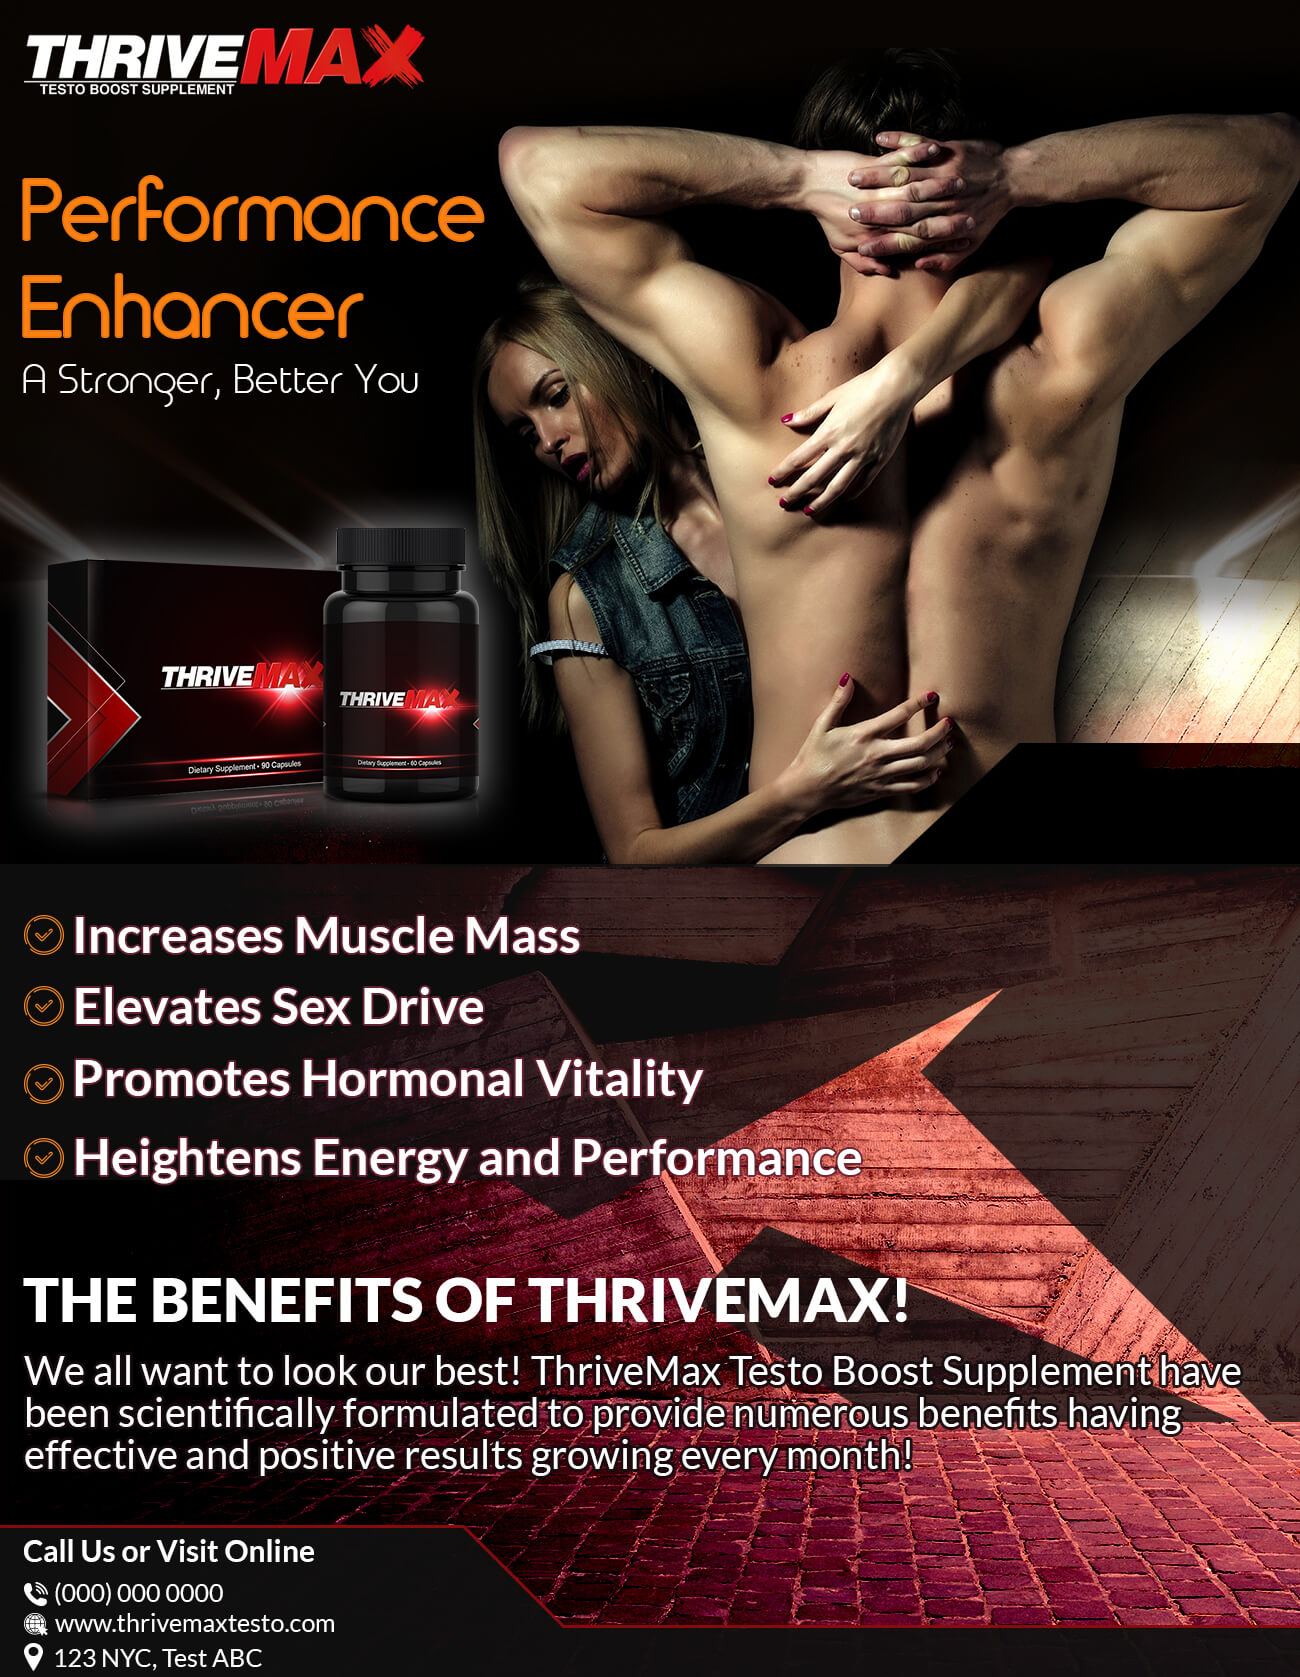 THRIVEMAX
TESTO BOOST SUPPLEMENT
Performance
Enhancer
A Stronger, Better You
THRIVEMAX
Dietary Supplement • 90 Capsules
THRIVEMAX
Dietary Supplement • 60 Capsules
Increases Muscle Mass
Elevates Sex Drive
Promotes Hormonal Vitality
Heightens Energy and Performance
THE BENEFITS OF THRIVEMAX!
We all want to look our best! ThriveMax Testo Boost Supplement have
been scientifically formulated to provide numerous benefits having
effective and positive results growing every month!
Call Us or Visit Online
(000) 000 0000
www.thrivemaxtesto.com
123 NYC, Test ABC